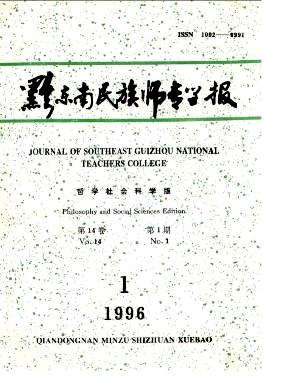 ISSN 1002—6991
黔东南民族师专学报
JOURNAL OF SOUTHEAST GUIZHOU NATIONAL
TEACHERS COLLEGE
哲学社会科学版
Philosophy and Social Sciences Edition
第14卷 第1期
Vo.14 No.1
1
1996
QIANDONGNAN MINZU SHIZHUAN XUEBAO